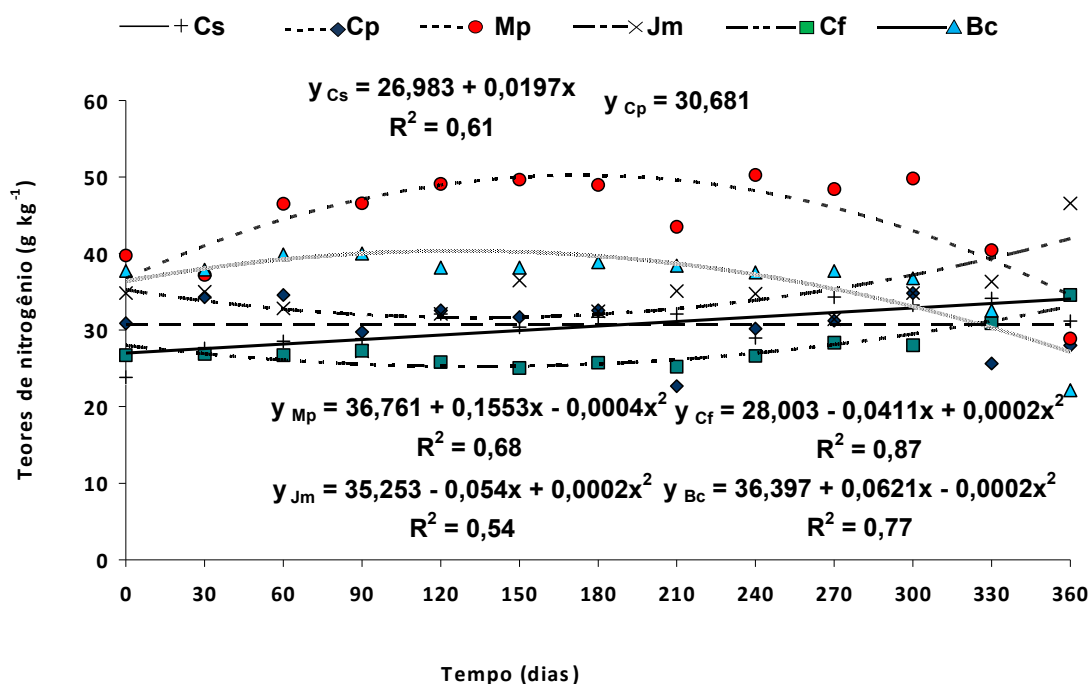 Cs Cp Mp Jm Cf Bc
y Cs = 26,983 + 0,0197x
R² = 0,61
y Cp = 30,681
Teores de nitrogênio (g kg⁻¹)
60
50
40
30
20
10
0
y Mp = 36,761 + 0,1553x - 0,0004x²
R² = 0,68
y Cf = 28,003 - 0,0411x + 0,0002x²
R² = 0,87
y Jm = 35,253 - 0,054x + 0,0002x²
R² = 0,54
y Bc = 36,397 + 0,0621x - 0,0002x²
R² = 0,77
0 30 60 90 120 150 180 210 240 270 300 330 360
Tempo (dias)